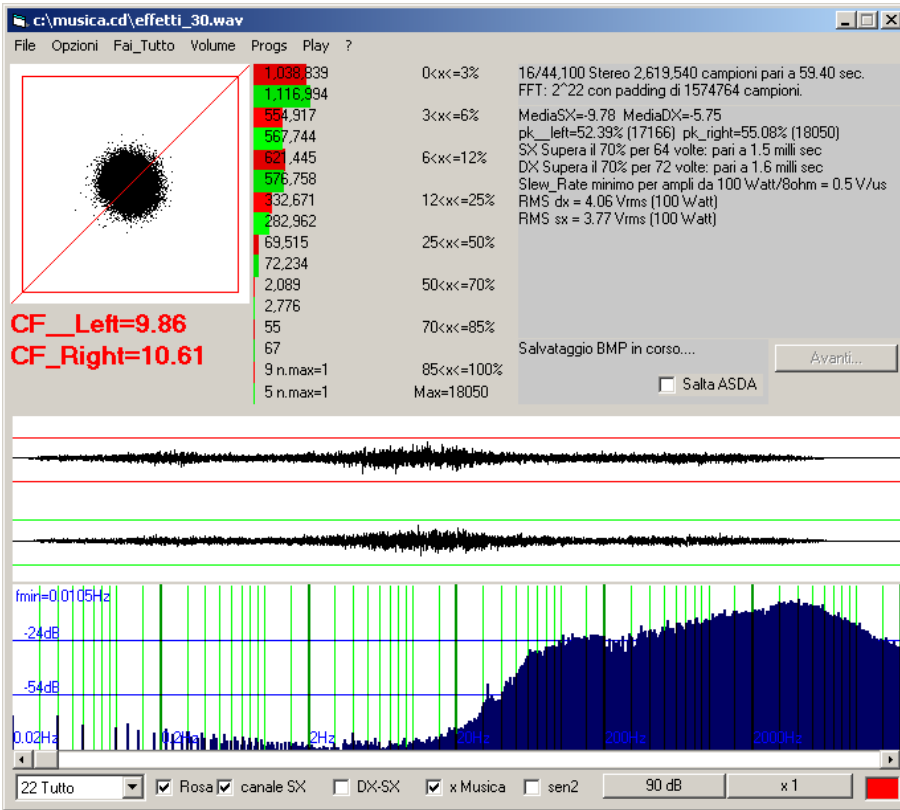 c:\musica.cd\effetti_30.wav
File Opzioni Fai_Tutto Volume Progs Play ?
1,038,839 0<x<=3%
1,116,994
554,917 3<x<=6%
567,744
621,445 6<x<=12%
576,758
332,671 12<x<=25%
282,962
69,515 25<x<=50%
72,234
2,089 50<x<=70%
2,776
55 70<x<=85%
67
9 n.max=1 85<x<=100%
5 n.max=1 Max=18050
16/44,100 Stereo 2,619,540 campioni pari a 59.40 sec.
FFT: 2^22 con padding di 1574764 campioni.
MediaSX=-9.78 MediaDX=-5.75
pk__left=52.39% (17166) pk_right=55.08% (18050)
SX Supera il 70% per 64 volte: pari a 1.5 milli sec
DX Supera il 70% per 72 volte: pari a 1.6 milli sec
Slew_Rate minimo per ampli da 100 Watt/8ohm = 0.5 V/us
RMS dx = 4.06 Vrms (100 Watt)
RMS sx = 3.77 Vrms (100 Watt)
CF__Left=9.86
CF_Right=10.61
Salvataggio BMP in corso....
Avanti...
Salta ASDA
fmin=0.0105Hz
-24dB
-54dB
0.02Hz 0.2Hz 2Hz 20Hz 200Hz 2000Hz
22 Tutto Rosa canale SX DX-SX x Musica sen2 90 dB x 1